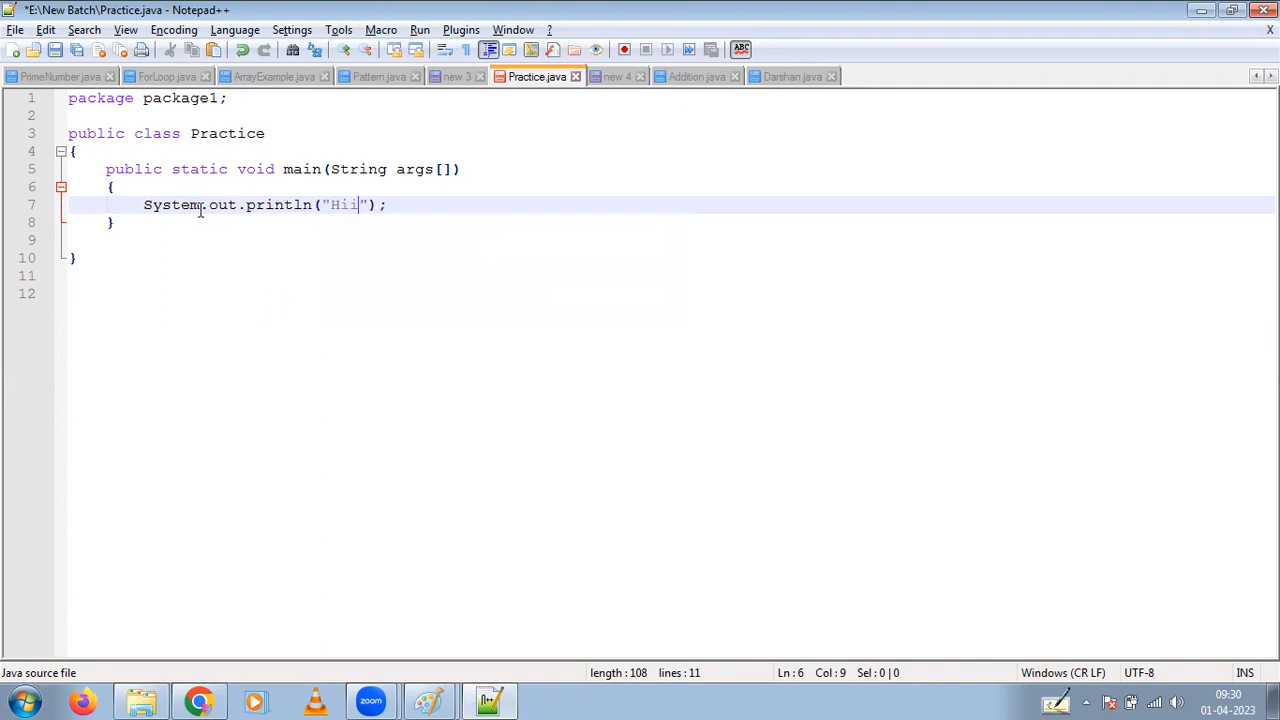 *E:\New Batch\Practice.java - Notepad++
File Edit Search View Encoding Language Settings Tools Macro Run Plugins Window ? X
PrimeNumber.java ForLoop.java ArrayExample.java Pattern.java new 3 Practice.java new 4 Addition.java Darshan.java
1 package package1;
2
3 public class Practice
4 {
5 public static void main(String args[])
6 {
7 System.out.println("Hii");
8 }
9
10 }
11
12
Java source file length : 108 lines : 11 Ln : 6 Col : 9 Sel : 0 | 0 Windows (CR LF) UTF-8 INS
zoom
09:30
01-04-2023